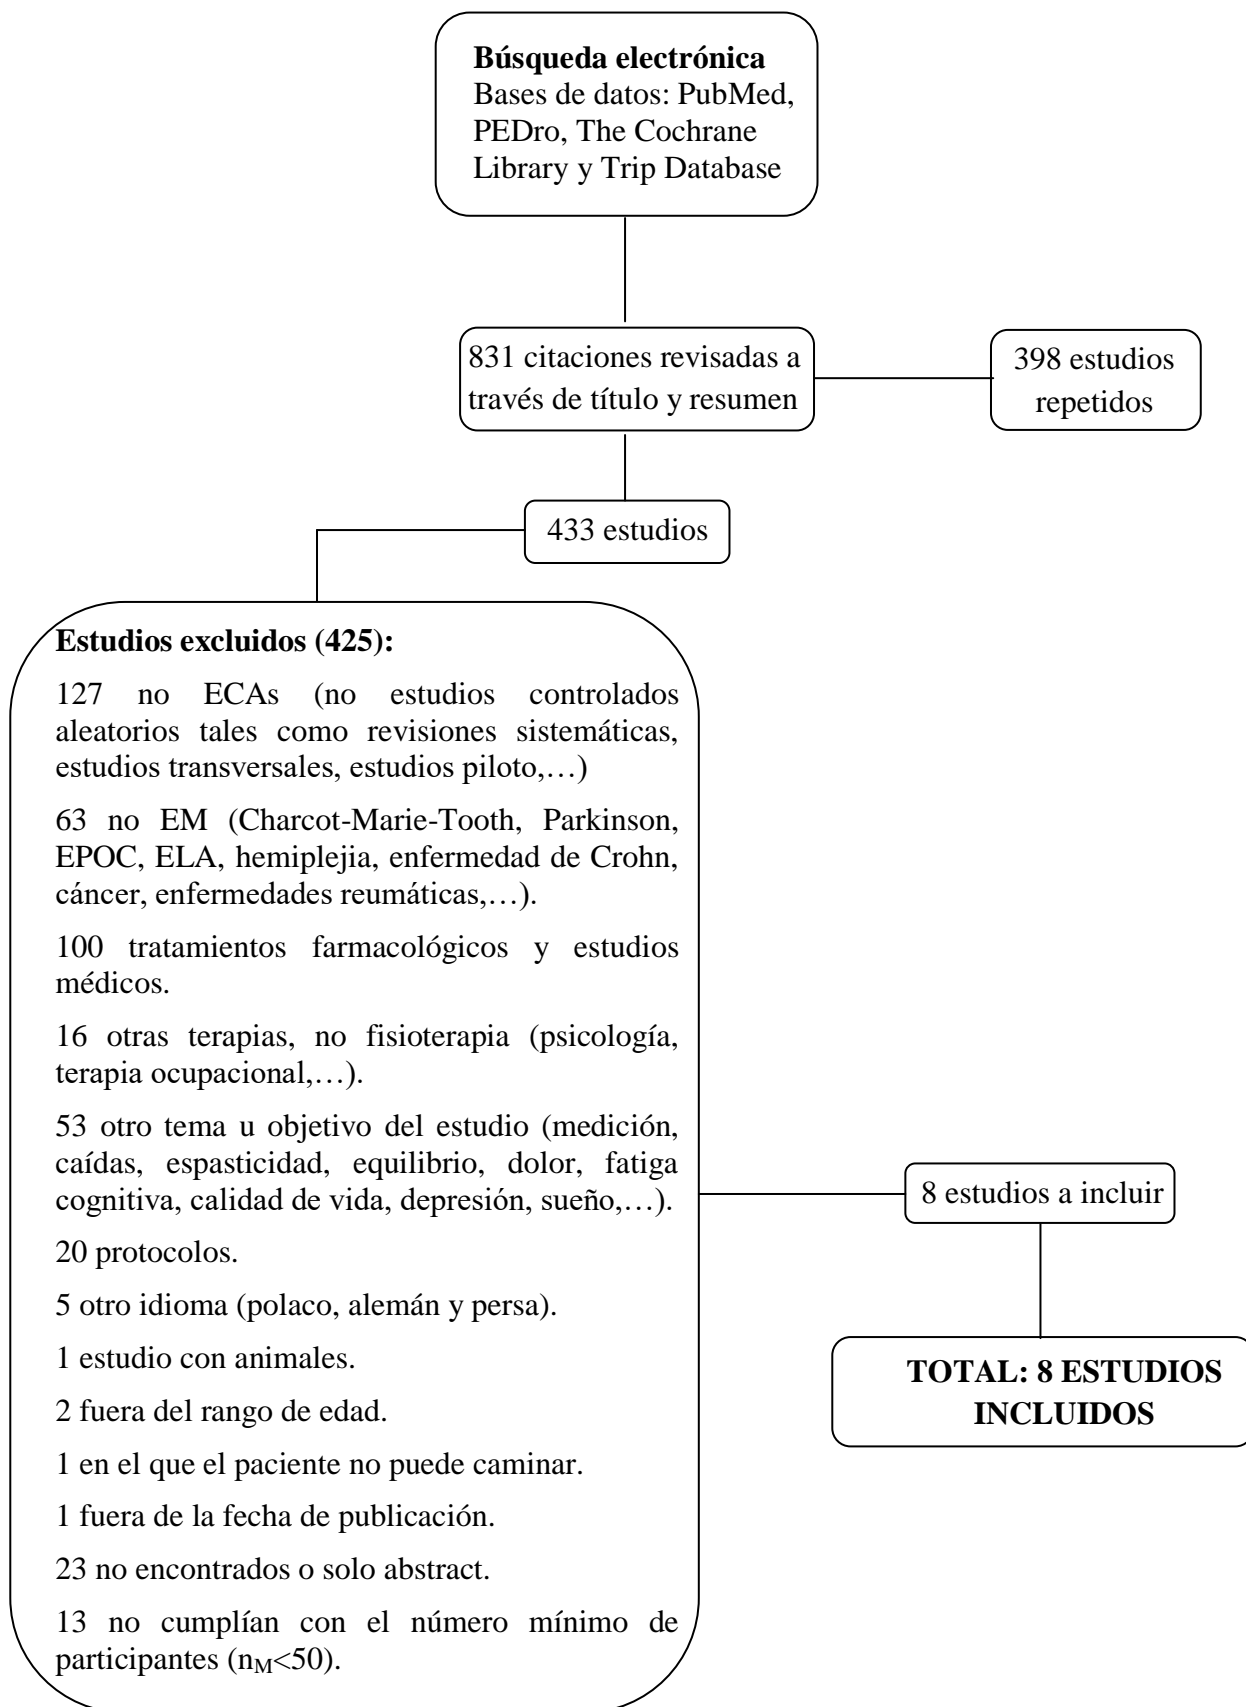 Búsqueda electrónica
Bases de datos: PubMed,
PEDro, The Cochrane
Library y Trip Database
831 citaciones revisadas a
través de título y resumen
398 estudios
repetidos
433 estudios
Estudios excluidos (425):
127 no ECAs (no estudios controlados
aleatorios tales como revisiones sistemáticas,
estudios transversales, estudios piloto,…)
63 no EM (Charcot-Marie-Tooth, Parkinson,
EPOC, ELA, hemiplejia, enfermedad de Crohn,
cáncer, enfermedades reumáticas,…).
100 tratamientos farmacológicos y estudios
médicos.
16 otras terapias, no fisioterapia (psicología,
terapia ocupacional,…).
53 otro tema u objetivo del estudio (medición,
caídas, espasticidad, equilibrio, dolor, fatiga
cognitiva, calidad de vida, depresión, sueño,…).
20 protocolos.
5 otro idioma (polaco, alemán y persa).
1 estudio con animales.
2 fuera del rango de edad.
1 en el que el paciente no puede caminar.
1 fuera de la fecha de publicación.
23 no encontrados o solo abstract.
13 no cumplían con el número mínimo de
participantes (nM<50).
8 estudios a incluir
TOTAL: 8 ESTUDIOS
INCLUIDOS